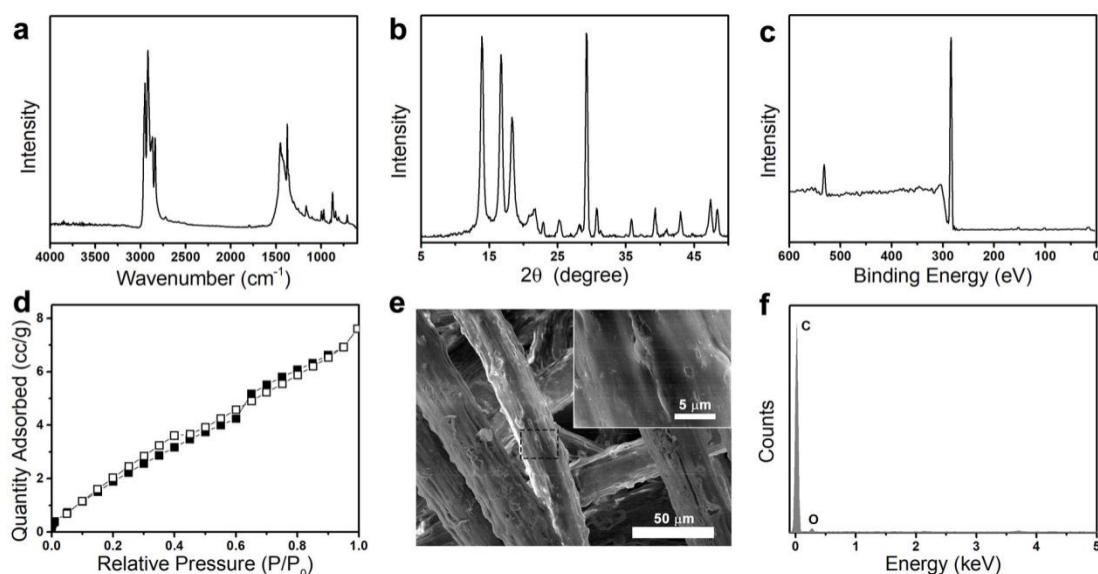 a
Intensity
4000 3500 3000 2500 2000 1500 1000
Wavenumber (cm⁻¹)
b
Intensity
5 15 25 35 45
2θ (degree)
c
Intensity
600 500 400 300 200 100 0
Binding Energy (eV)
d
Quantity Adsorbed (cc/g)
8
6
4
2
0
0.0 0.2 0.4 0.6 0.8 1.0
Relative Pressure (P/P₀)
e
5 μm
50 μm
f
Counts
C
O
0 1 2 3 4 5
Energy (keV)